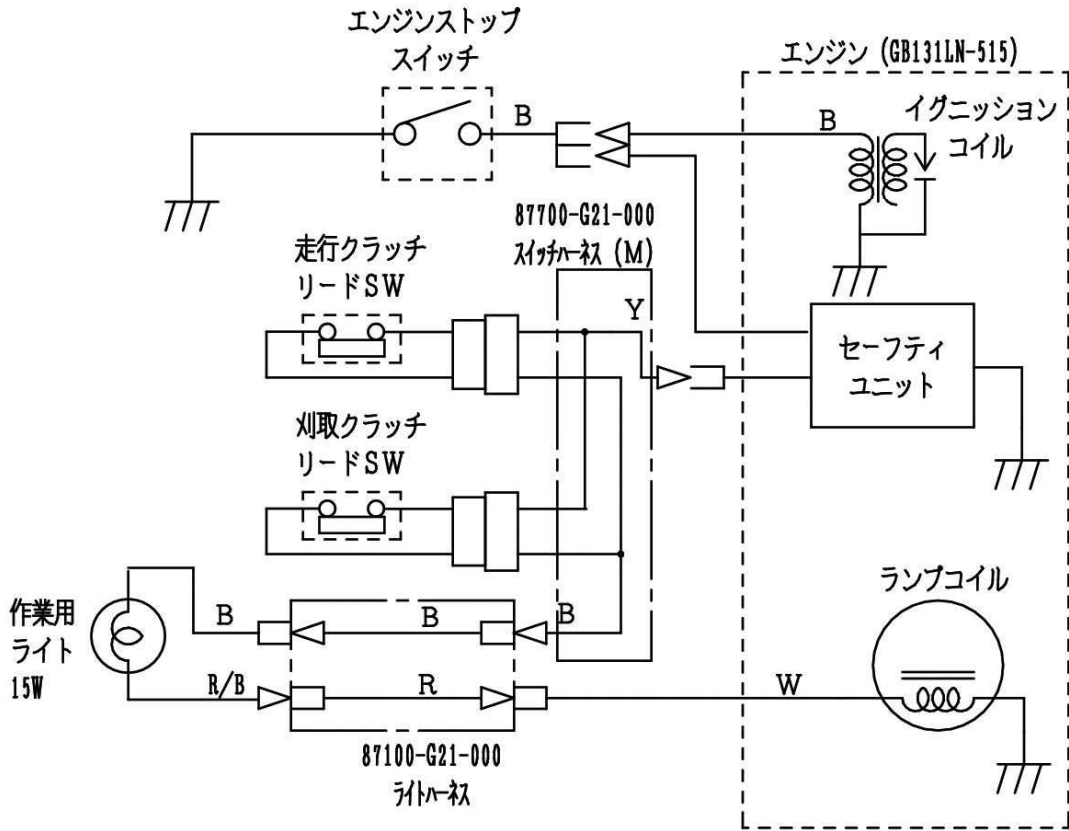 エンジンストップ
スイッチ
エンジン (GB131LN-515)
B
B
イグニッション
コイル
87700-G21-000
スイッチハーネス (M)
走行クラッチ
リードSW
Y
セーフティ
ユニット
刈取クラッチ
リードSW
ランプコイル
作業用
ライト
15W
B
B
B
R/B
R
W
87100-G21-000
ライトハーネス